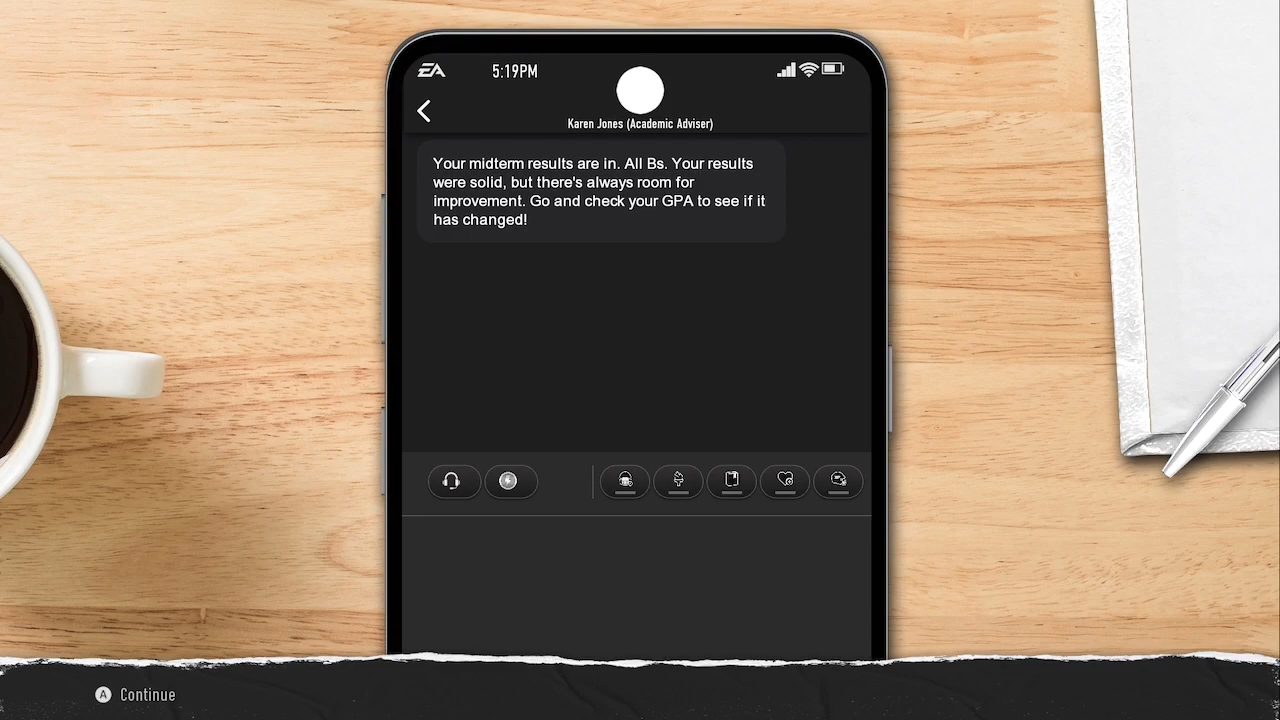 EA
5:19PM
Karen Jones (Academic Adviser)
Your midterm results are in. All Bs. Your results
were solid, but there's always room for
improvement. Go and check your GPA to see if it
has changed!
A Continue